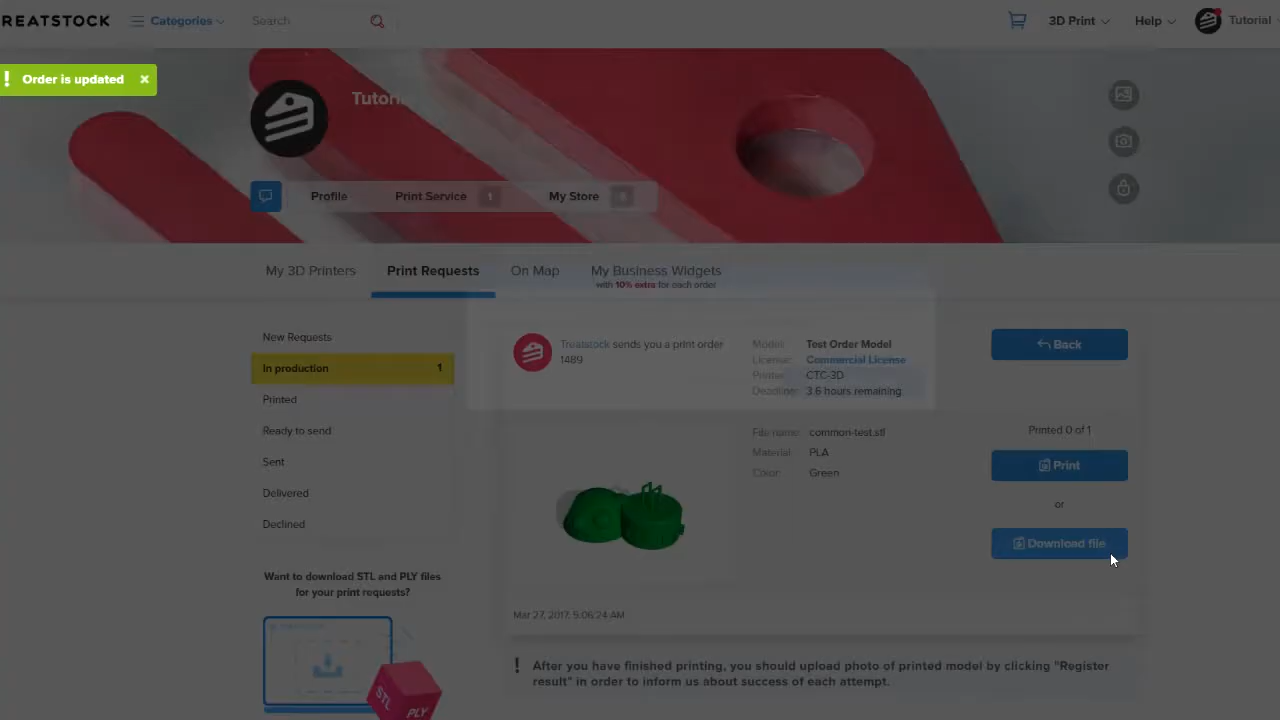 REATSTOCK
Categories
Search
3D Print
Help
Tutorial
! Order is updated ×
Tutori
Profile
Print Service 1
My Store
My 3D Printers
Print Requests
On Map
My Business Widgets
with 10% extra for each order
New Requests
In production 1
Printed
Ready to send
Sent
Delivered
Declined
Want to download STL and PLY files
for your print requests?
STL
PLY
Treatstock sends you a print order
1489
Model: Test Order Model
License: Commercial License
Printer: CTC-3D
Deadline: 3.6 hours remaining
File name: common-test.stl
Material: PLA
Color: Green
Back
Printed 0 of 1
Print
or
Download file
Mar 27, 2017, 5:06:24 AM
! After you have finished printing, you should upload photo of printed model by clicking "Register
result" in order to inform us about success of each attempt.